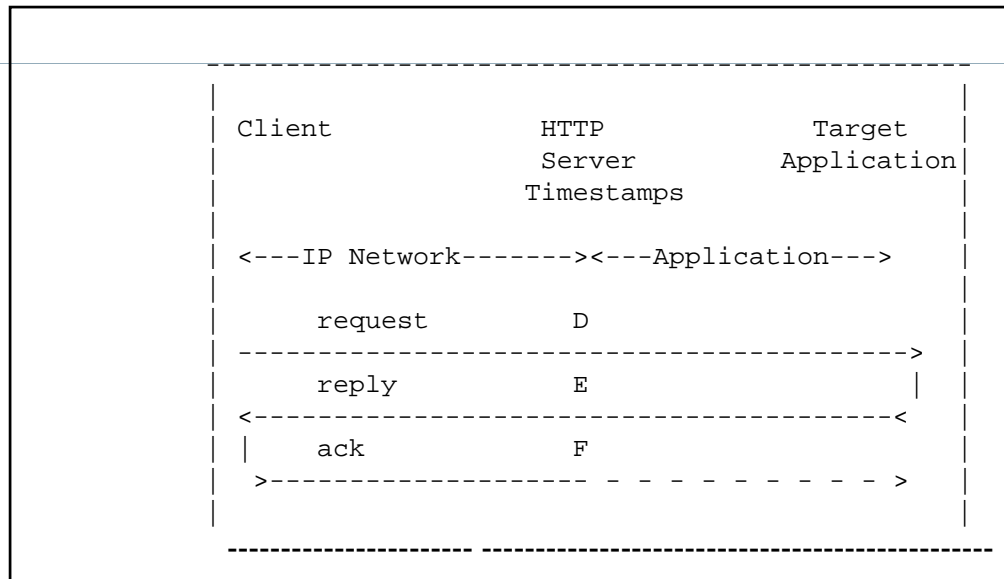 ------------------------------------------------
| |
| Client HTTP Target |
| Server Application|
| Timestamps |
| |
| <---IP Network-------><---Application---> |
| |
| request D |
| ------------------------------------------> |
| reply E | |
| <-----------------------------------------< |
| | ack F |
| >-------------------- - - - - - - - - - > |
| |
----------------------- ------------------------------------------------